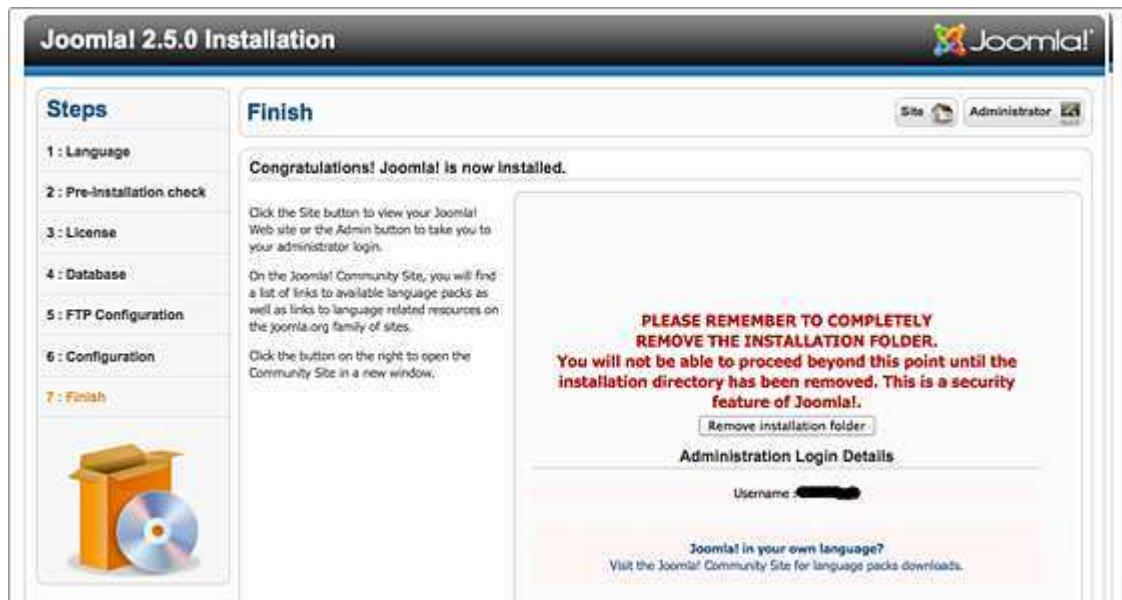 Joomla! 2.5.0 Installation
Joomla!
Steps
1 : Language
2 : Pre-Installation check
3 : License
4 : Database
5 : FTP Configuration
6 : Configuration
7 : Finish
Finish
Site
Administrator
Congratulations! Joomla! is now installed.
Click the Site button to view your Joomla!
Web site or the Admin button to take you to
your administrator login.
On the Joomla! Community Site, you will find
a list of links to available language packs as
well as links to language related resources on
the joomla.org family of sites.
Click the button on the right to open the
Community Site in a new window.
PLEASE REMEMBER TO COMPLETELY
REMOVE THE INSTALLATION FOLDER.
You will not be able to proceed beyond this point until the
installation directory has been removed. This is a security
feature of Joomla!.
Remove installation folder
Administration Login Details
Username :
Joomla! in your own language?
Visit the Joomla! Community Site for language packs downloads.